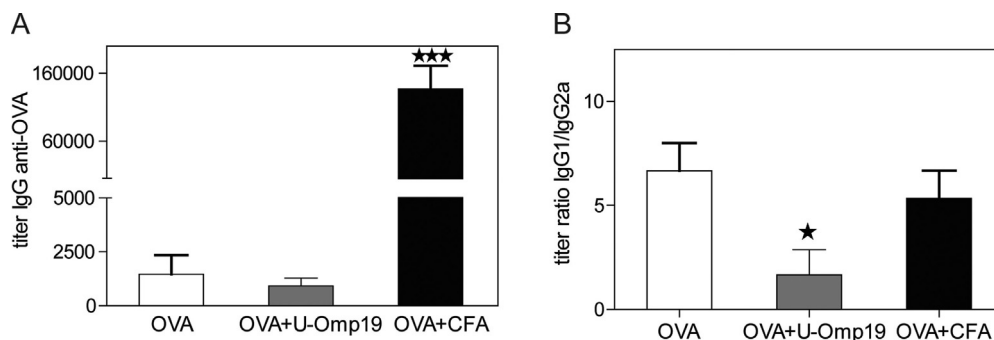 A
titer IgG anti-OVA
160000
60000
5000
2500
0
★★★
OVA
OVA+U-Omp19
OVA+CFA
B
titer ratio IgG1/IgG2a
10
5
0
★
OVA
OVA+U-Omp19
OVA+CFA